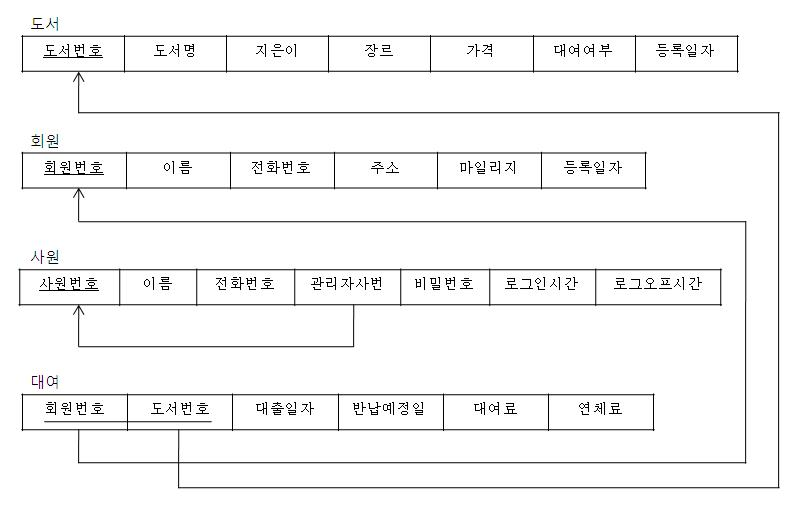 도서
도서번호 도서명 지은이 장르 가격 대여여부 등록일자
회원
회원번호 이름 전화번호 주소 마일리지 등록일자
사원
사원번호 이름 전화번호 관리자사번 비밀번호 로그인시간 로그오프시간
대여
회원번호 도서번호 대출일자 반납예정일 대여료 연체료